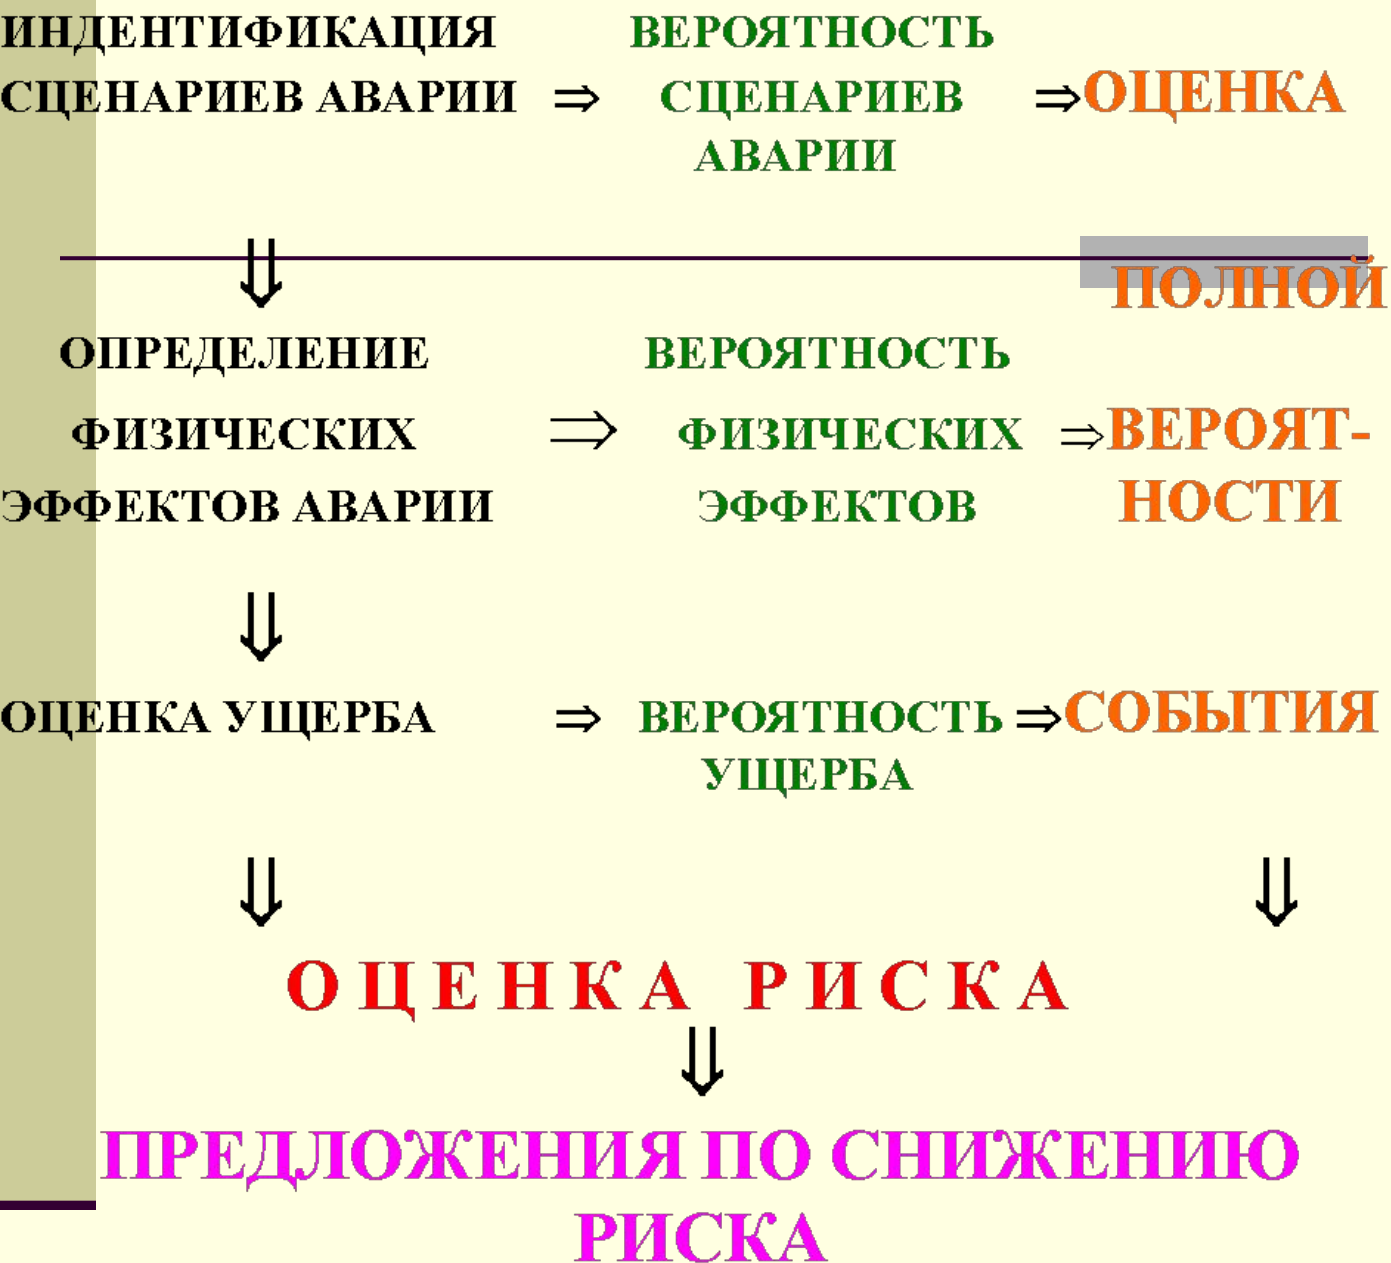 ИНДЕНТИФИКАЦИЯ ВЕРОЯТНОСТЬ
СЦЕНАРИЕВ АВАРИИ ⇒ СЦЕНАРИЕВ ⇒ ОЦЕНКА
АВАРИИ
⇓
ПОЛНОЙ
ОПРЕДЕЛЕНИЕ ВЕРОЯТНОСТЬ
ФИЗИЧЕСКИХ ⇒ ФИЗИЧЕСКИХ ⇒ ВЕРОЯТ-
ЭФФЕКТОВ АВАРИИ ЭФФЕКТОВ НОСТИ
⇓
ОЦЕНКА УЩЕРБА ⇒ ВЕРОЯТНОСТЬ ⇒ СОБЫТИЯ
УЩЕРБА
⇓ ⇓
О Ц Е Н К А Р И С К А
⇓
ПРЕДЛОЖЕНИЯ ПО СНИЖЕНИЮ
РИСКА